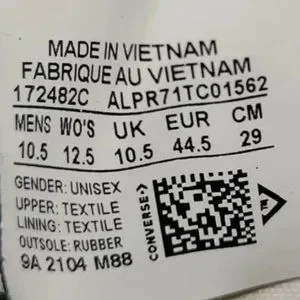 MADE IN VIETNAM
FABRIQUE AU VIETNAM
172482C ALPR71TC01562
MENS WO'S UK EUR CM
10.5 12.5 10.5 44.5 29
GENDER: UNISEX
UPPER: TEXTILE
LINING: TEXTILE
OUTSOLE: RUBBER
9A 2104 M88
CONVERSE->
TM